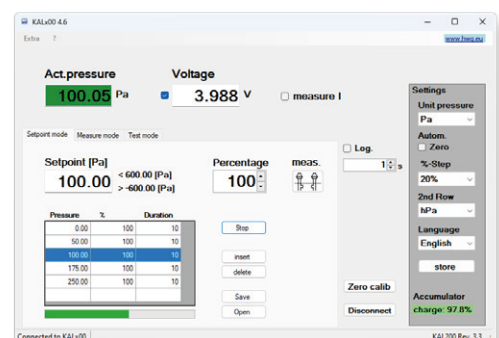 KALx00 4.6
Extra ?
www.hwg.eu
Act.pressure
Voltage
100.05 Pa
3.988 V
measure I
Setpoint mode Measure mode Test mode
Setpoint [Pa]
100.00
< 600.00 [Pa]
> -600.00 [Pa]
Percentage
100
meas.
Log.
1 s
Pressure % Duration
0.00 100 10
50.00 100 10
100.00 100 10
175.00 100 10
250.00 100 10
Stop
insert
delete
Save
Open
Zero calib
Disconnect
Settings
Unit pressure
Pa
Autom.
Zero
%-Step
20%
2nd Row
hPa
Language
English
store
Accumulator
charge: 97.8%
Connected to KALx00
KAL200 Rev. 3.3